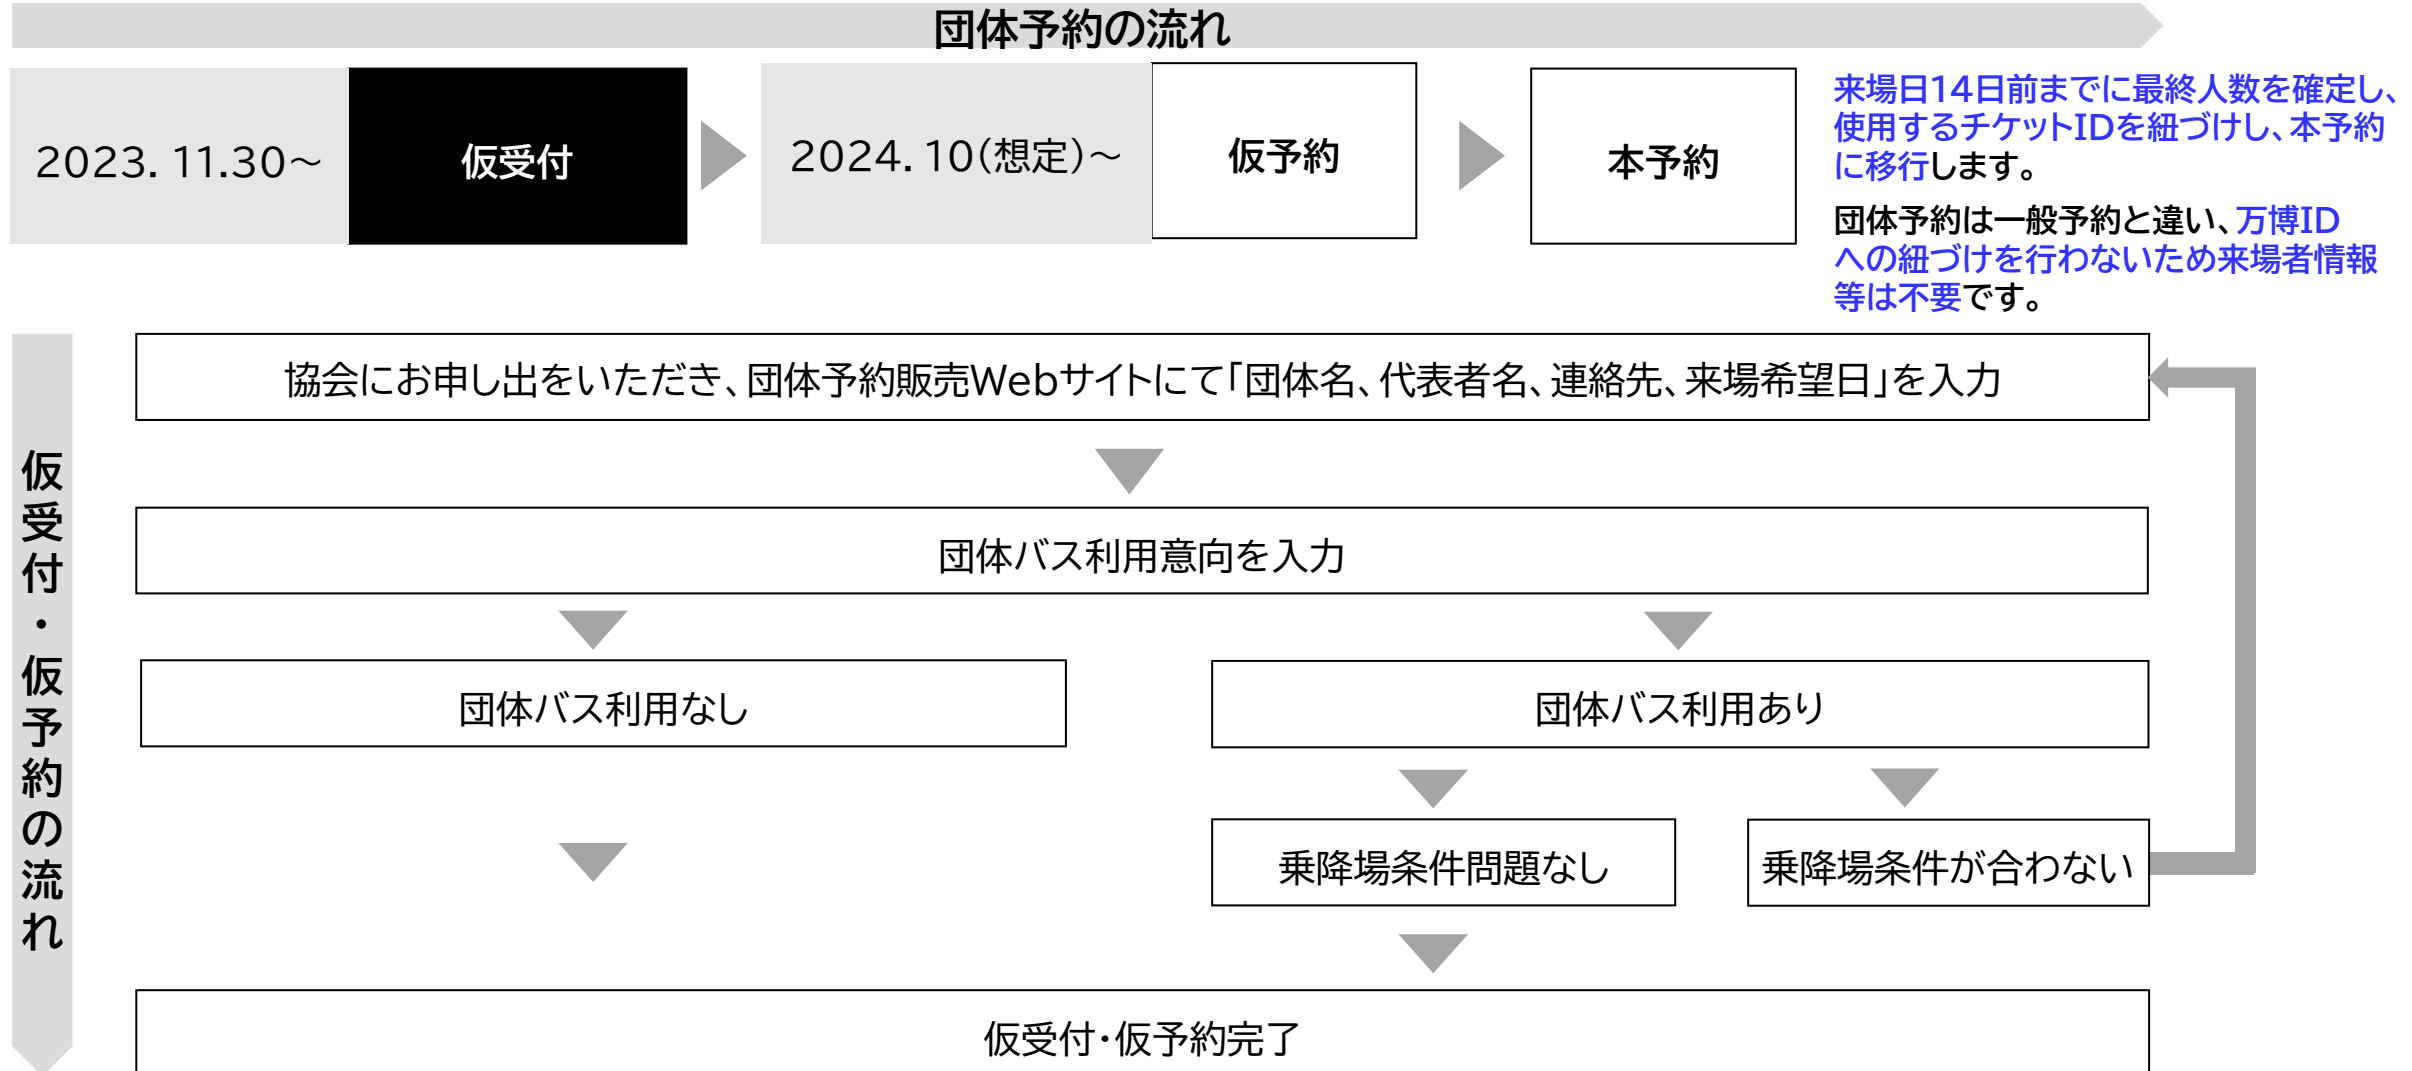 団体予約の流れ
2023. 11.30～
仮受付
2024. 10(想定)～
仮予約
本予約
来場日14日前までに最終人数を確定し、
使用するチケットIDを紐づけし、本予約
に移行します。
団体予約は一般予約と違い、万博ID
への紐づけを行わないため来場者情報
等は不要です。
仮受付・仮予約の流れ
協会にお申し出をいただき、団体予約販売Webサイトにて「団体名、代表者名、連絡先、来場希望日」を入力
団体バス利用意向を入力
団体バス利用なし
団体バス利用あり
乗降場条件問題なし
乗降場条件が合わない
仮受付・仮予約完了